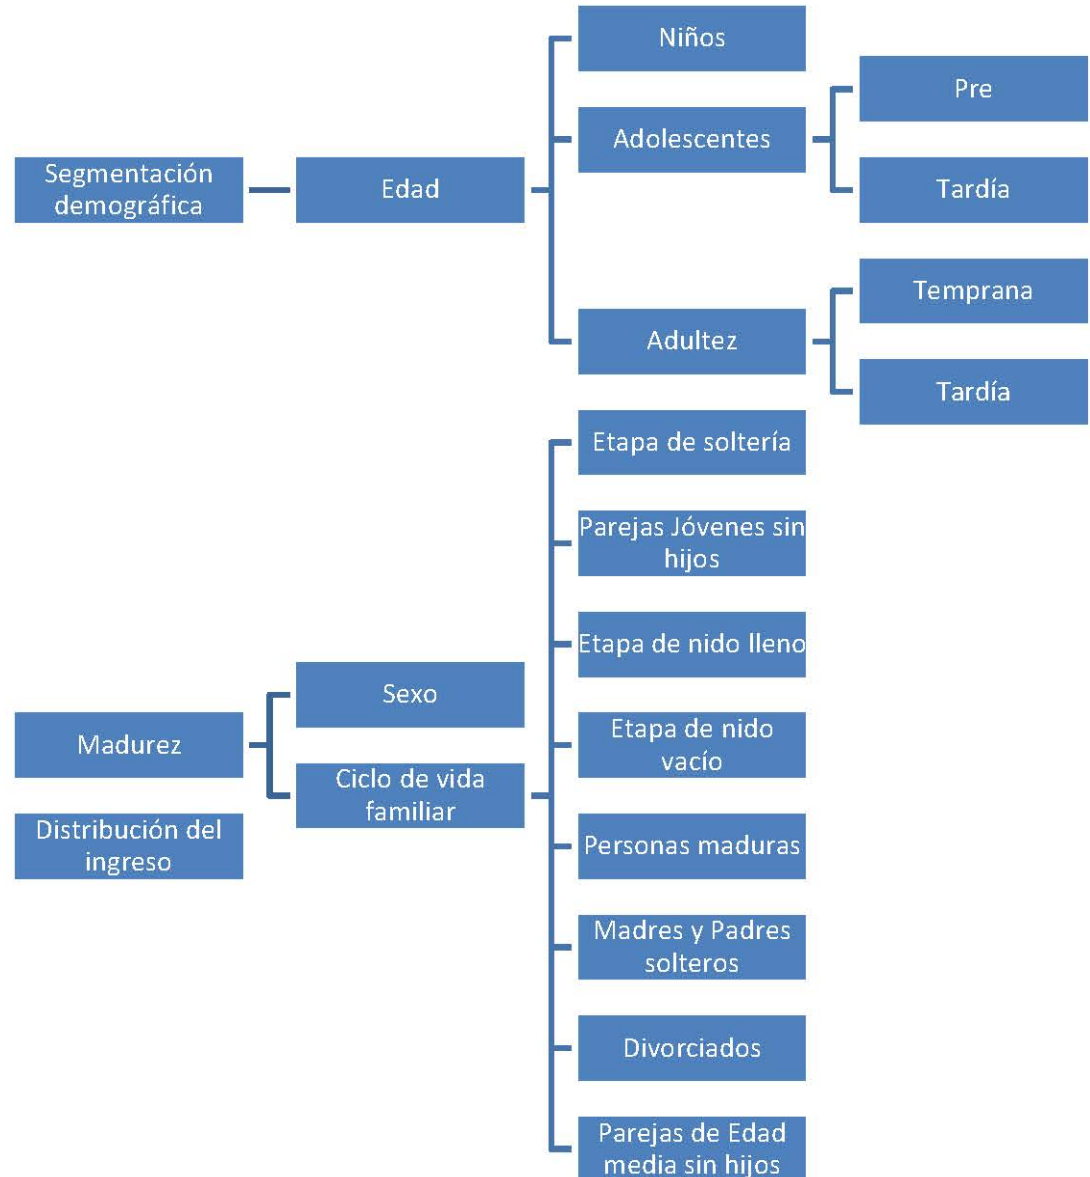 Niños
Pre
Adolescentes
Segmentación
demográfica
Edad
Tardía
Temprana
Adultez
Tardía
Etapa de soltería
Parejas Jóvenes sin
hijos
Etapa de nido lleno
Sexo
Madurez
Etapa de nido
vacío
Ciclo de vida
familiar
Distribución del
ingreso
Personas maduras
Madres y Padres
solteros
Divorciados
Parejas de Edad
media sin hijos